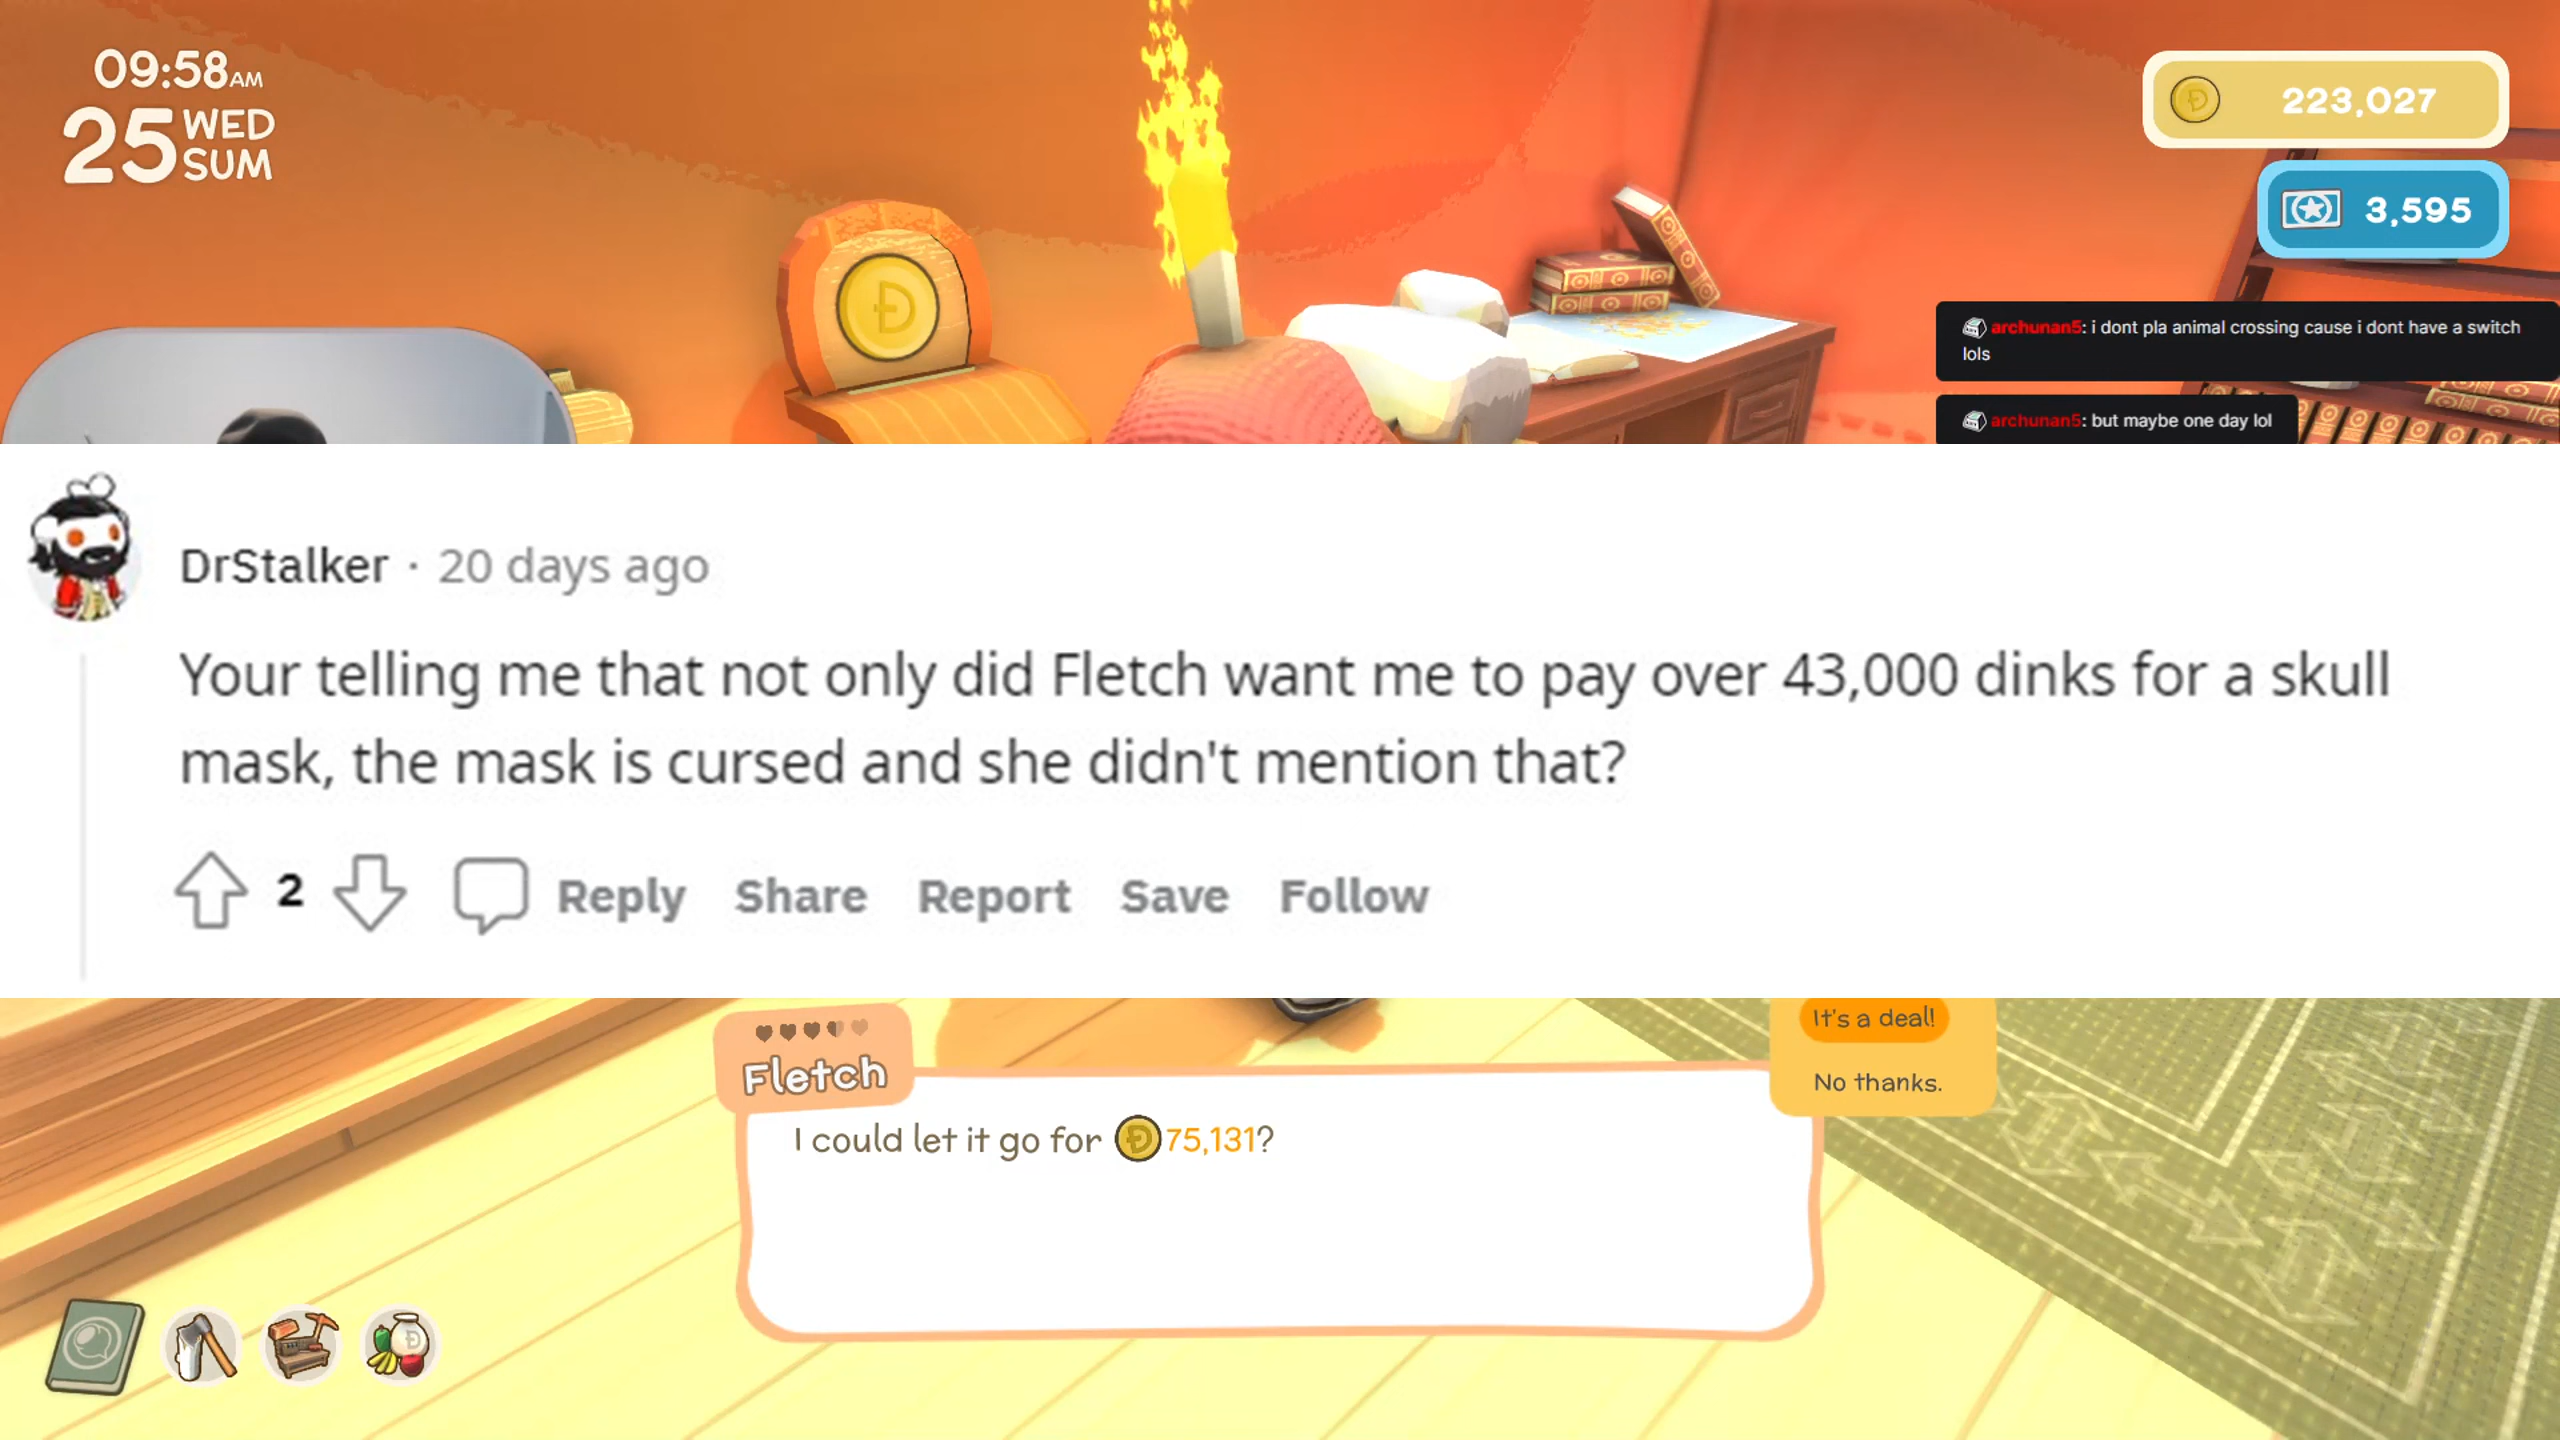 09:58AM
25 WED
SUM
223,027
3,595
archunan5: i dont pla animal crossing cause i dont have a switch
lols
archunan5: but maybe one day lol
DrStalker · 20 days ago
Your telling me that not only did Fletch want me to pay over 43,000 dinks for a skull
mask, the mask is cursed and she didn't mention that?
2 Reply Share Report Save Follow
It's a deal!
No thanks.
Fletch
I could let it go for Đ75,131?